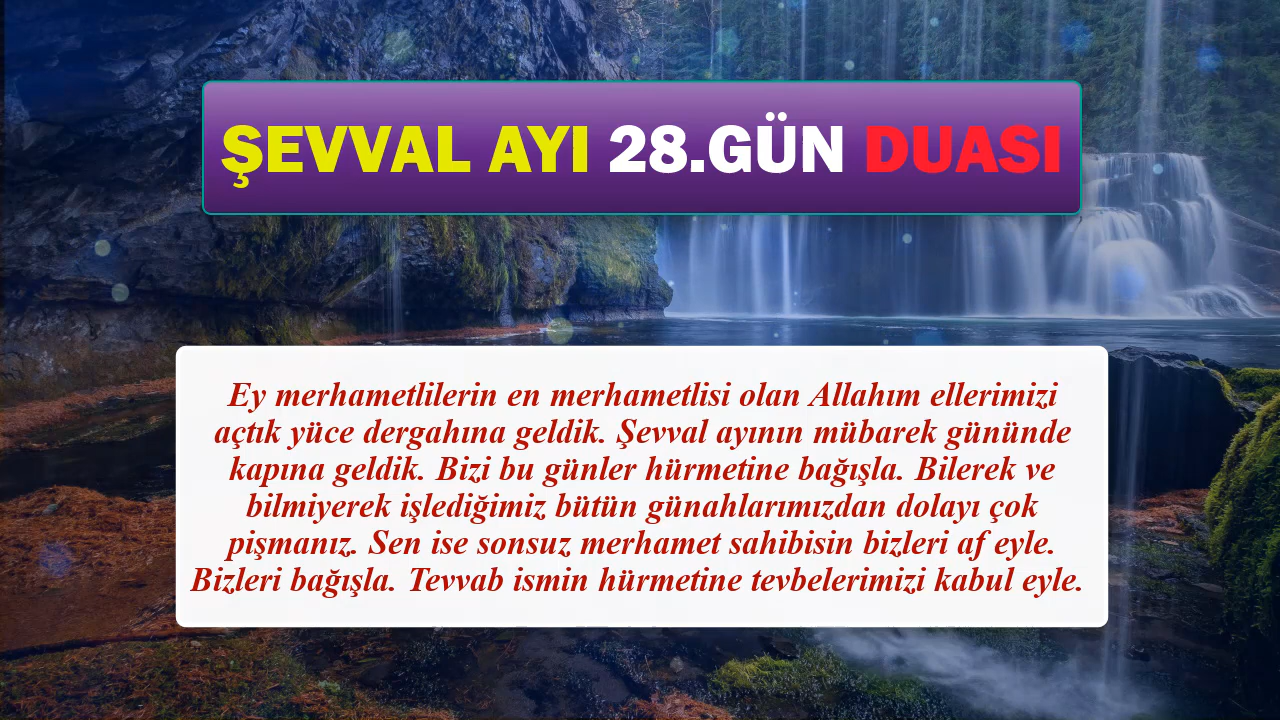 ŞEVVAL AYI 28.GÜN DUASI
Ey merhametlilerin en merhametlisi olan Allahım ellerimizi
açtık yüce dergahına geldik. Şevval ayının mübarek gününde
kapına geldik. Bizi bu günler hürmetine bağışla. Bilerek ve
bilmiyerek işlediğimiz bütün günahlarımızdan dolayı çok
pişmanız. Sen ise sonsuz merhamet sahibisin bizleri af eyle.
Bizleri bağışla. Tevvab ismin hürmetine tevbelerimizi kabul eyle.